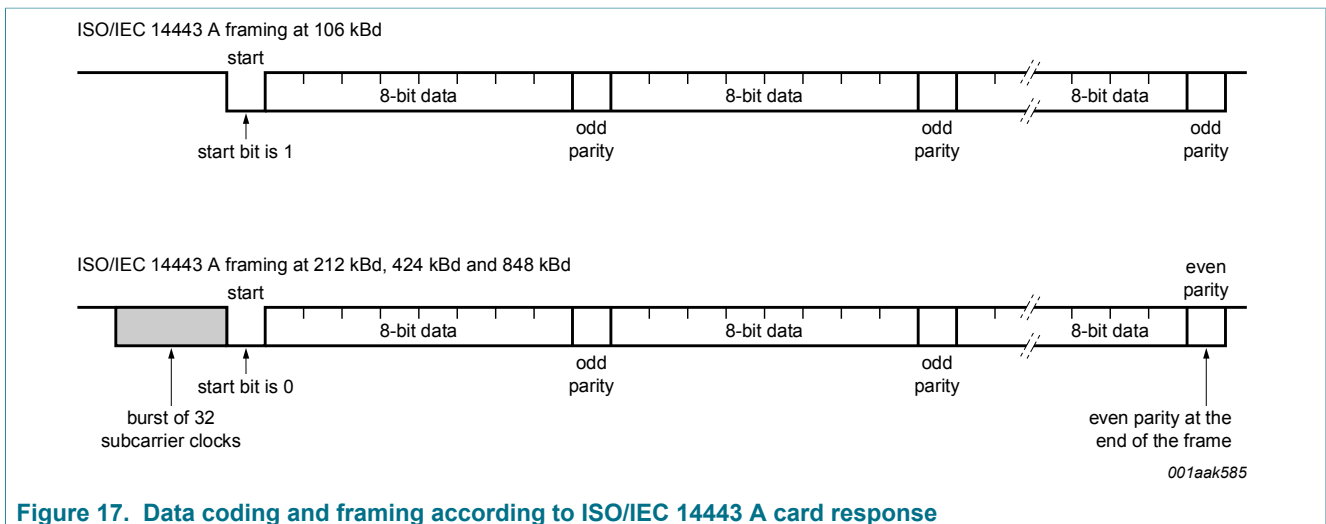 ISO/IEC 14443 A framing at 106 kBd
start
8-bit data
8-bit data
8-bit data
odd parity
odd parity
odd parity
start bit is 1
ISO/IEC 14443 A framing at 212 kBd, 424 kBd and 848 kBd
even parity
start
8-bit data
8-bit data
8-bit data
odd parity
odd parity
start bit is 0
burst of 32
subcarrier clocks
even parity at the
end of the frame
001aak585
Figure 17. Data coding and framing according to ISO/IEC 14443 A card response